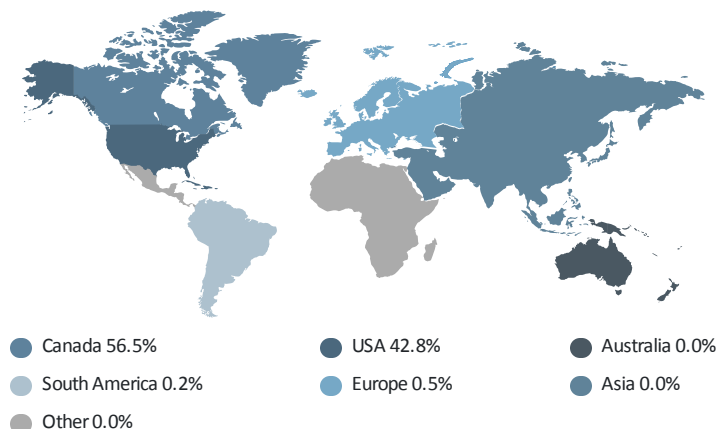 Canada 56.5%
USA 42.8%
Australia 0.0%
South America 0.2%
Europe 0.5%
Asia 0.0%
Other 0.0%